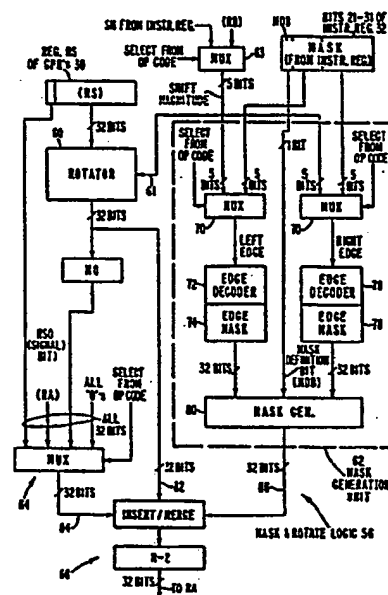 SH FROM INSTR. REG.
(RB)
MDB
BITS 21-31 OF
INSTR. REG 32
REG. RS
OF GPR's 30
SELECT FROM
OP CODE
MUX
63
MASK
(FROM INSTR. REG)
(RS)
SHIFT
MAGNITUDE
5 BITS
32 BITS
SELECT FROM
OP CODE
1 BIT
SELECT FROM
OP CODE
60
ROTATOR
61
5 BITS
5 BITS
5 BITS
5 BITS
MUX
MUX
32 BITS
70
70
LEFT
EDGE
RIGHT
EDGE
72
EDGE
DECODER
EDGE
DECODER
74
EDGE
MASK
EDGE
MASK
78
RSO
(SIGNAL)
BIT
32 BITS
MASK
DEFINITION
BIT
(MDB)
32 BITS
(RA)
ALL
"0"s
SELECT FROM
OP CODE
ALL
32 BITS
80
MASK GEN.
MUX
64
32 BITS
32 BITS
82
32 BITS
86
62
MASK
GENERATION
UNIT
84
INSERT/MERGE
MASK & ROTATE LOGIC 56
66
R-Z
32 BITS
TO RA